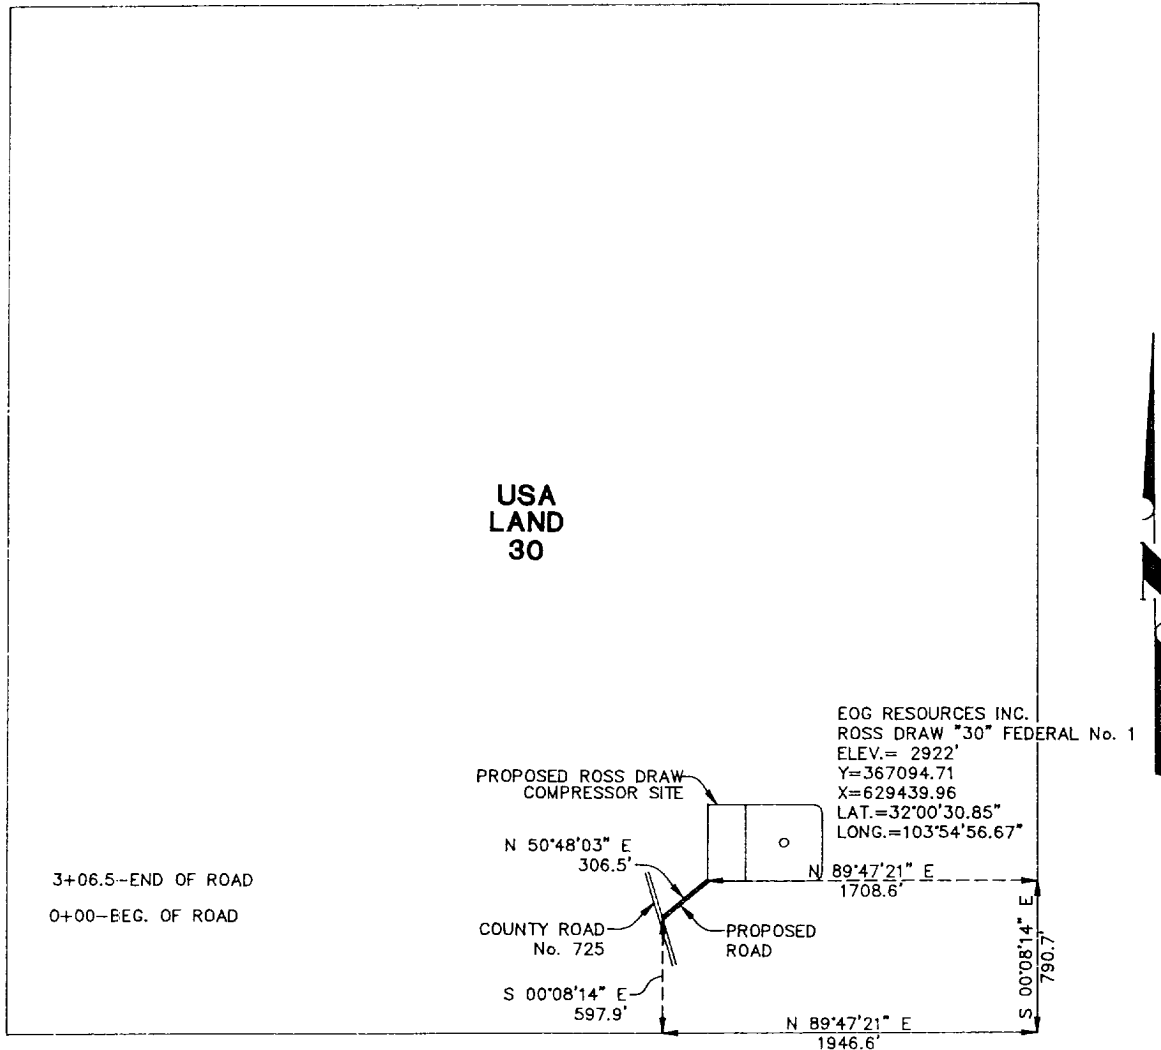 USA
LAND
30
EOG RESOURCES INC.
ROSS DRAW "30" FEDERAL No. 1
ELEV.= 2922'
Y=367094.71
X=629439.96
LAT.=32°00'30.85"
LONG.=103°54'56.67"
PROPOSED ROSS DRAW
COMPRESSOR SITE
N 50°48'03" E
306.5'
N 89°47'21" E
1708.6'
3+06.5-END OF ROAD
0+00-BEG. OF ROAD
COUNTY ROAD
No. 725
PROPOSED
ROAD
S 00°08'14" E
790.7'
S 00°08'14" E
597.9'
N 89°47'21" E
1946.6'